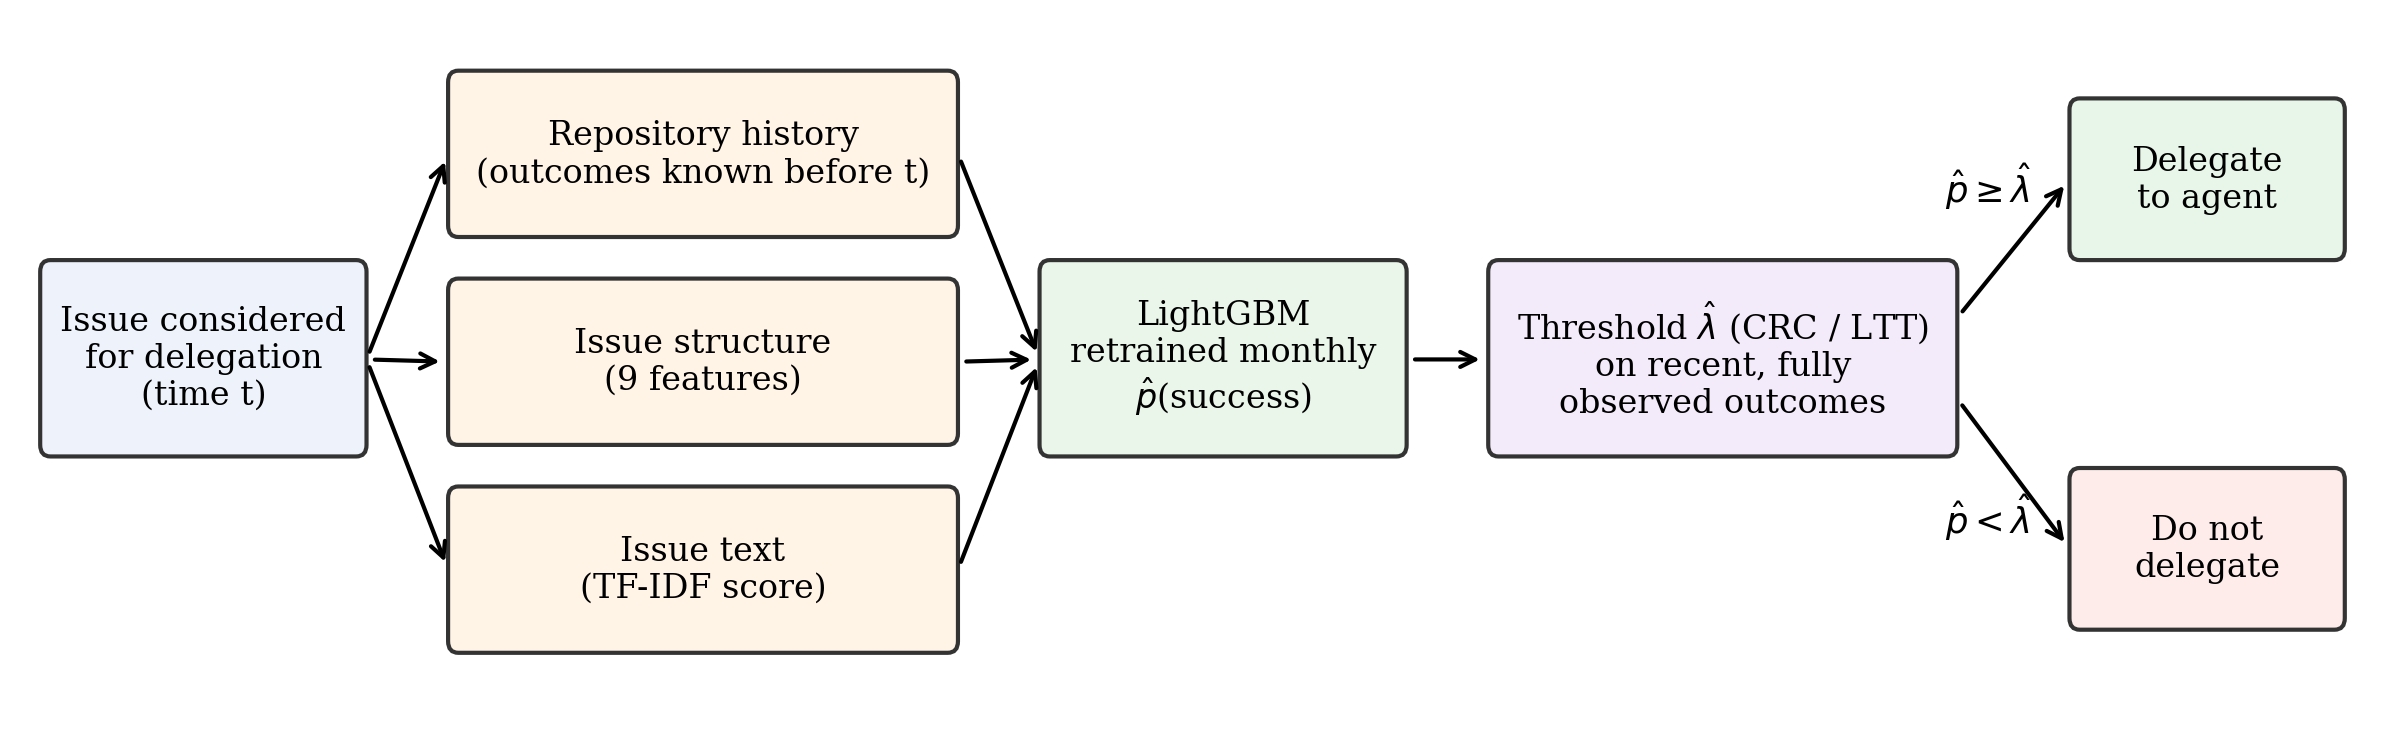 Issue considered
for delegation
(time t)
Repository history
(outcomes known before t)
Issue structure
(9 features)
Issue text
(TF-IDF score)
LightGBM
retrained monthly
p̂(success)
Threshold λ̂ (CRC / LTT)
on recent, fully
observed outcomes
p̂ ≥ λ̂
Delegate
to agent
p̂ < λ̂
Do not
delegate